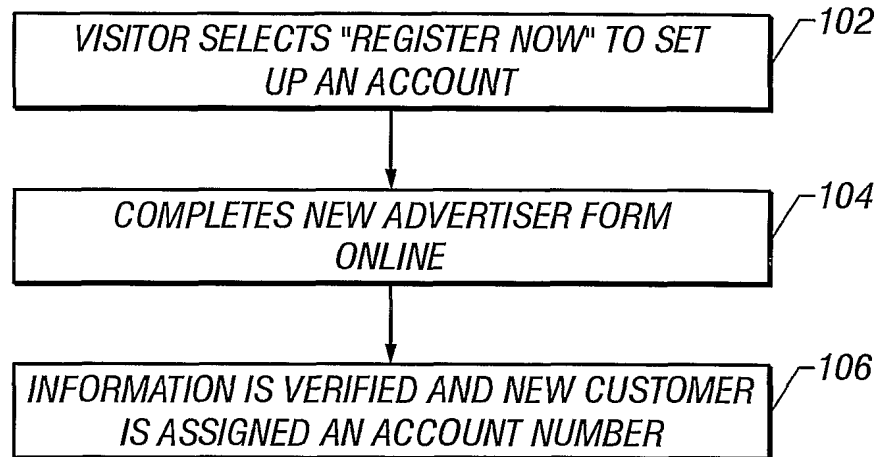 VISITOR SELECTS "REGISTER NOW" TO SET
UP AN ACCOUNT
102
COMPLETES NEW ADVERTISER FORM
ONLINE
104
INFORMATION IS VERIFIED AND NEW CUSTOMER
IS ASSIGNED AN ACCOUNT NUMBER
106